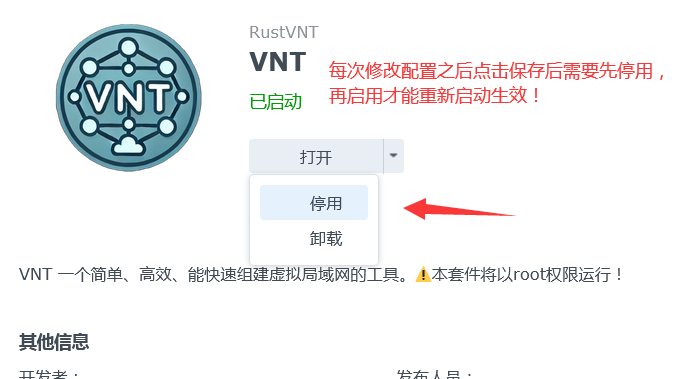 RustVNT
VNT
VNT
每次修改配置之后点击保存后需要先停用，
再启用才能重新启动生效！
已启动
打开
停用
卸载
VNT 一个简单、高效、能快速组建虚拟局域网的工具。⚠️本套件将以root权限运行！
其他信息
开发者： 发布人员：